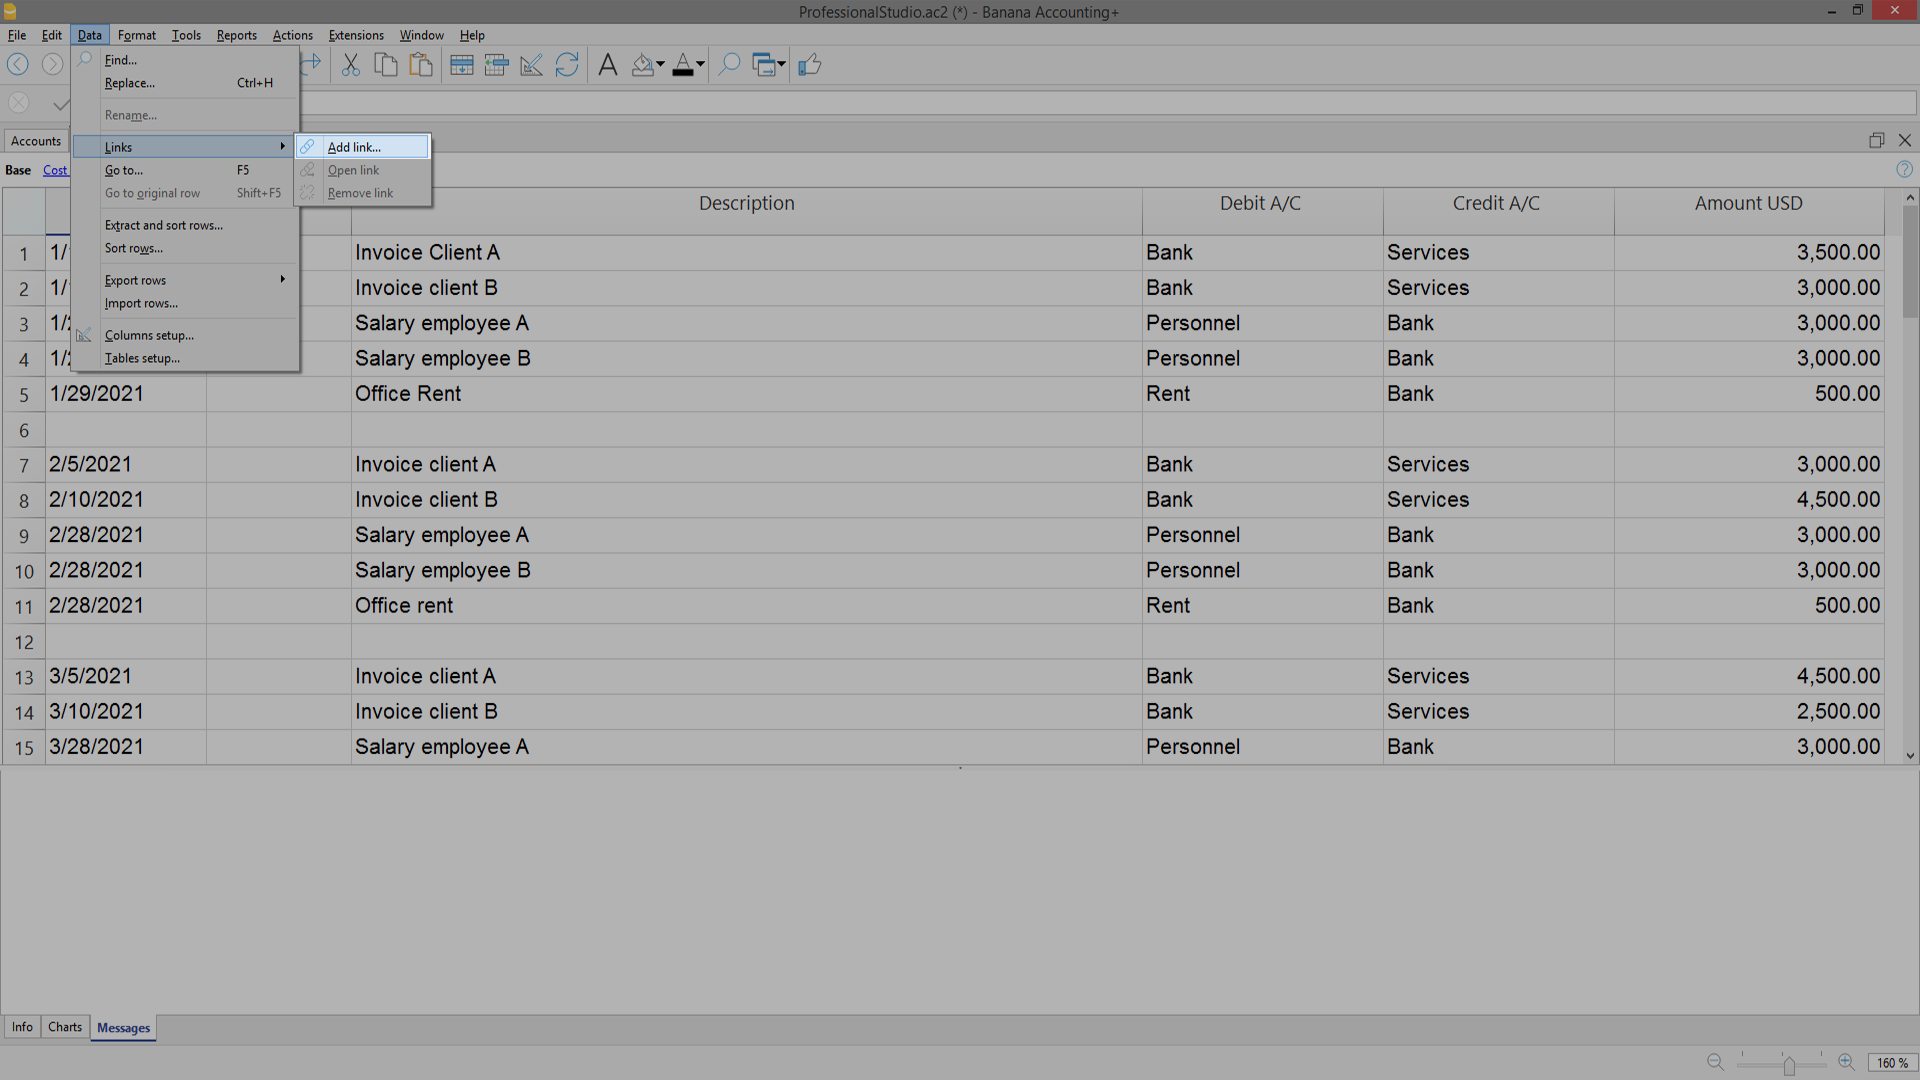 ProfessionalStudio.ac2 (*) - Banana Accounting+
File Edit Data Format Tools Reports Actions Extensions Window Help
Find...
Replace... Ctrl+H
Rename...
Accounts
Links Add link...
Base Cost
Go to... F5 Open link
Go to original row Shift+F5 Remove link
Description Debit A/C Credit A/C Amount USD
Extract and sort rows...
Sort rows...
Export rows
Import rows...
Columns setup...
Tables setup...
1 1/ Invoice Client A Bank Services 3,500.00
2 1/ Invoice client B Bank Services 3,000.00
3 1/2 Salary employee A Personnel Bank 3,000.00
4 1/2 Salary employee B Personnel Bank 3,000.00
5 1/29/2021 Office Rent Rent Bank 500.00
6
7 2/5/2021 Invoice client A Bank Services 3,000.00
8 2/10/2021 Invoice client B Bank Services 4,500.00
9 2/28/2021 Salary employee A Personnel Bank 3,000.00
10 2/28/2021 Salary employee B Personnel Bank 3,000.00
11 2/28/2021 Office rent Rent Bank 500.00
12
13 3/5/2021 Invoice client A Bank Services 4,500.00
14 3/10/2021 Invoice client B Bank Services 2,500.00
15 3/28/2021 Salary employee A Personnel Bank 3,000.00
Info Charts Messages
160 %